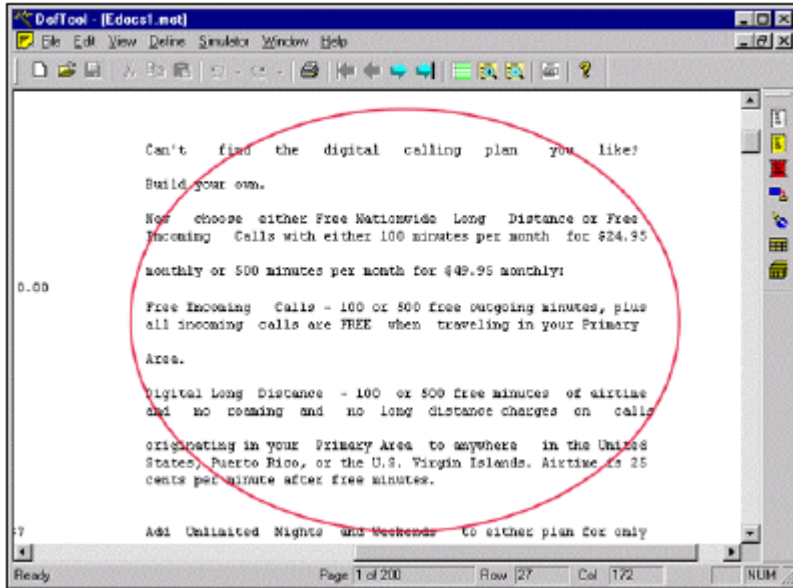 DefTool - [Edocs1.mot]
File Edit View Define Simulator Window Help
Can't find the digital calling plan you like?
Build your own.
Now choose either Free Nationwide Long Distance or Free
Incoming Calls with either 100 minutes per month for $24.95
monthly or 500 minutes per month for $49.95 monthly:
0.00
Free Incoming Calls - 100 or 500 free outgoing minutes, plus
all incoming calls are FREE when traveling in your Primary
Area.
Digital Long Distance - 100 or 500 free minutes of airtime
and no roaming and no long distance charges on calls
originating in your Primary Area to anywhere in the United
States, Puerto Rico, or the U.S. Virgin Islands. Airtime is 25
cents per minute after free minutes.
Add Unlimited Nights and Weekends to either plan for only
Ready Page 1 of 200 Row 27 Col 172 NUM